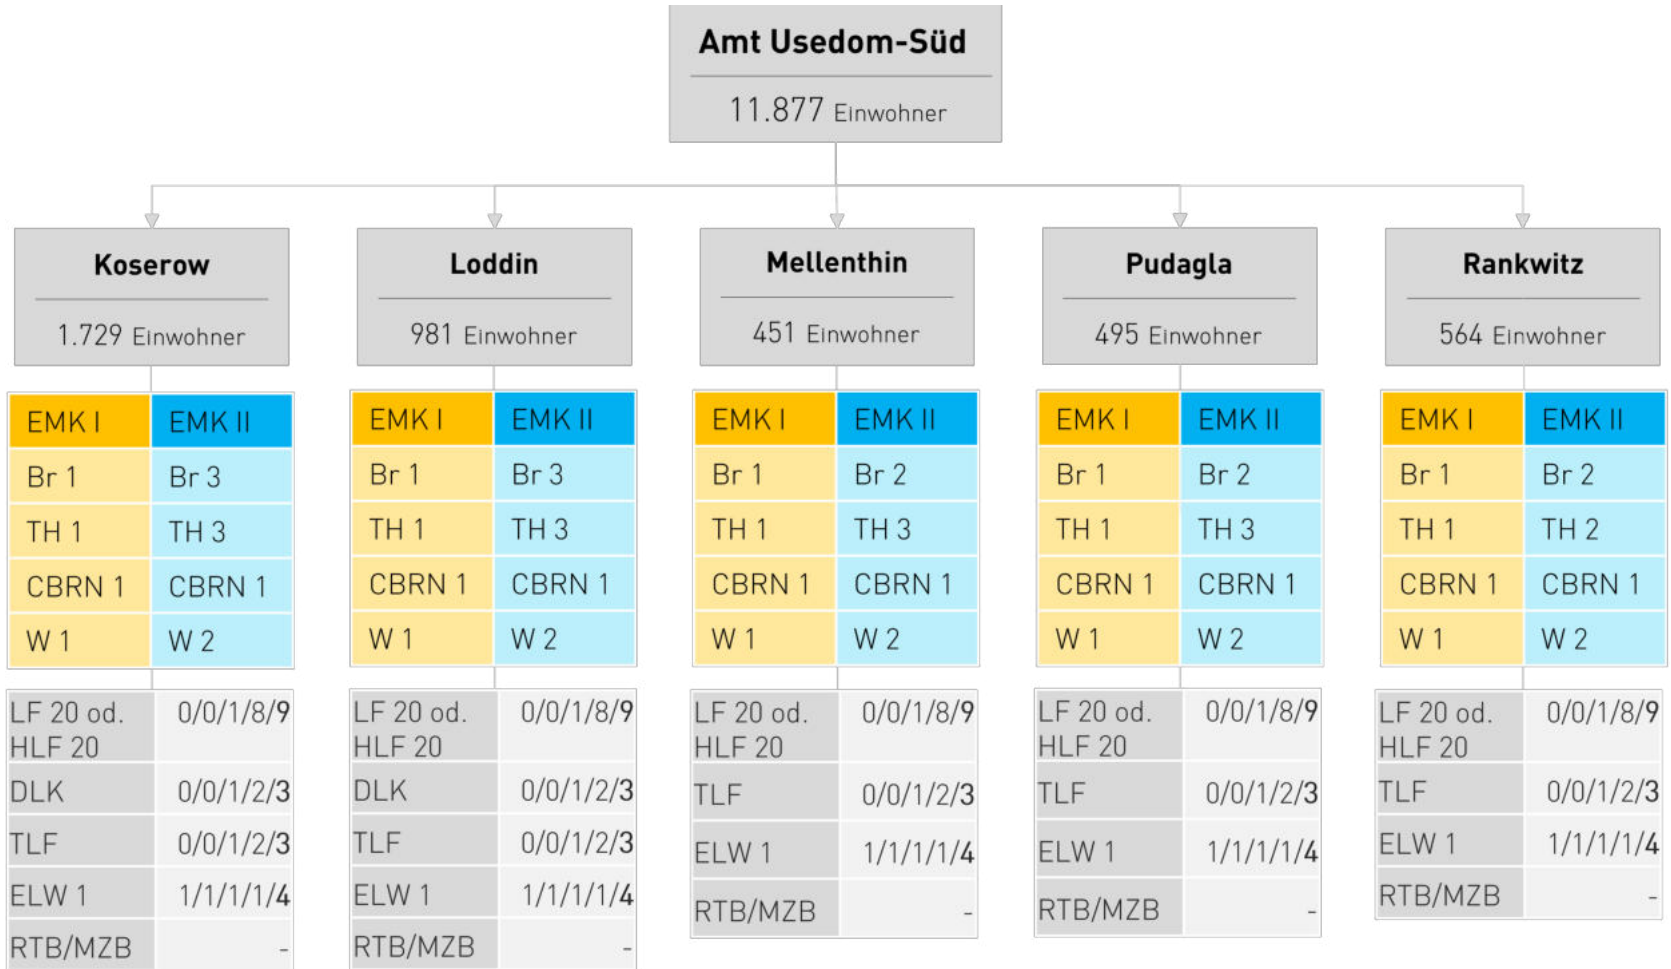 Amt Usedom-Süd
11.877 Einwohner
Koserow
1.729 Einwohner
EMK I EMK II
Br 1 Br 3
TH 1 TH 3
CBRN 1 CBRN 1
W 1 W 2
LF 20 od. 0/0/1/8/9
HLF 20
DLK 0/0/1/2/3
TLF 0/0/1/2/3
ELW 1 1/1/1/1/4
RTB/MZB -
Loddin
981 Einwohner
EMK I EMK II
Br 1 Br 3
TH 1 TH 3
CBRN 1 CBRN 1
W 1 W 2
LF 20 od. 0/0/1/8/9
HLF 20
DLK 0/0/1/2/3
TLF 0/0/1/2/3
ELW 1 1/1/1/1/4
RTB/MZB -
Mellenthin
451 Einwohner
EMK I EMK II
Br 1 Br 2
TH 1 TH 3
CBRN 1 CBRN 1
W 1 W 2
LF 20 od. 0/0/1/8/9
HLF 20
TLF 0/0/1/2/3
ELW 1 1/1/1/1/4
RTB/MZB -
Pudagla
495 Einwohner
EMK I EMK II
Br 1 Br 2
TH 1 TH 3
CBRN 1 CBRN 1
W 1 W 2
LF 20 od. 0/0/1/8/9
HLF 20
TLF 0/0/1/2/3
ELW 1 1/1/1/1/4
RTB/MZB -
Rankwitz
564 Einwohner
EMK I EMK II
Br 1 Br 2
TH 1 TH 2
CBRN 1 CBRN 1
W 1 W 2
LF 20 od. 0/0/1/8/9
HLF 20
TLF 0/0/1/2/3
ELW 1 1/1/1/1/4
RTB/MZB -